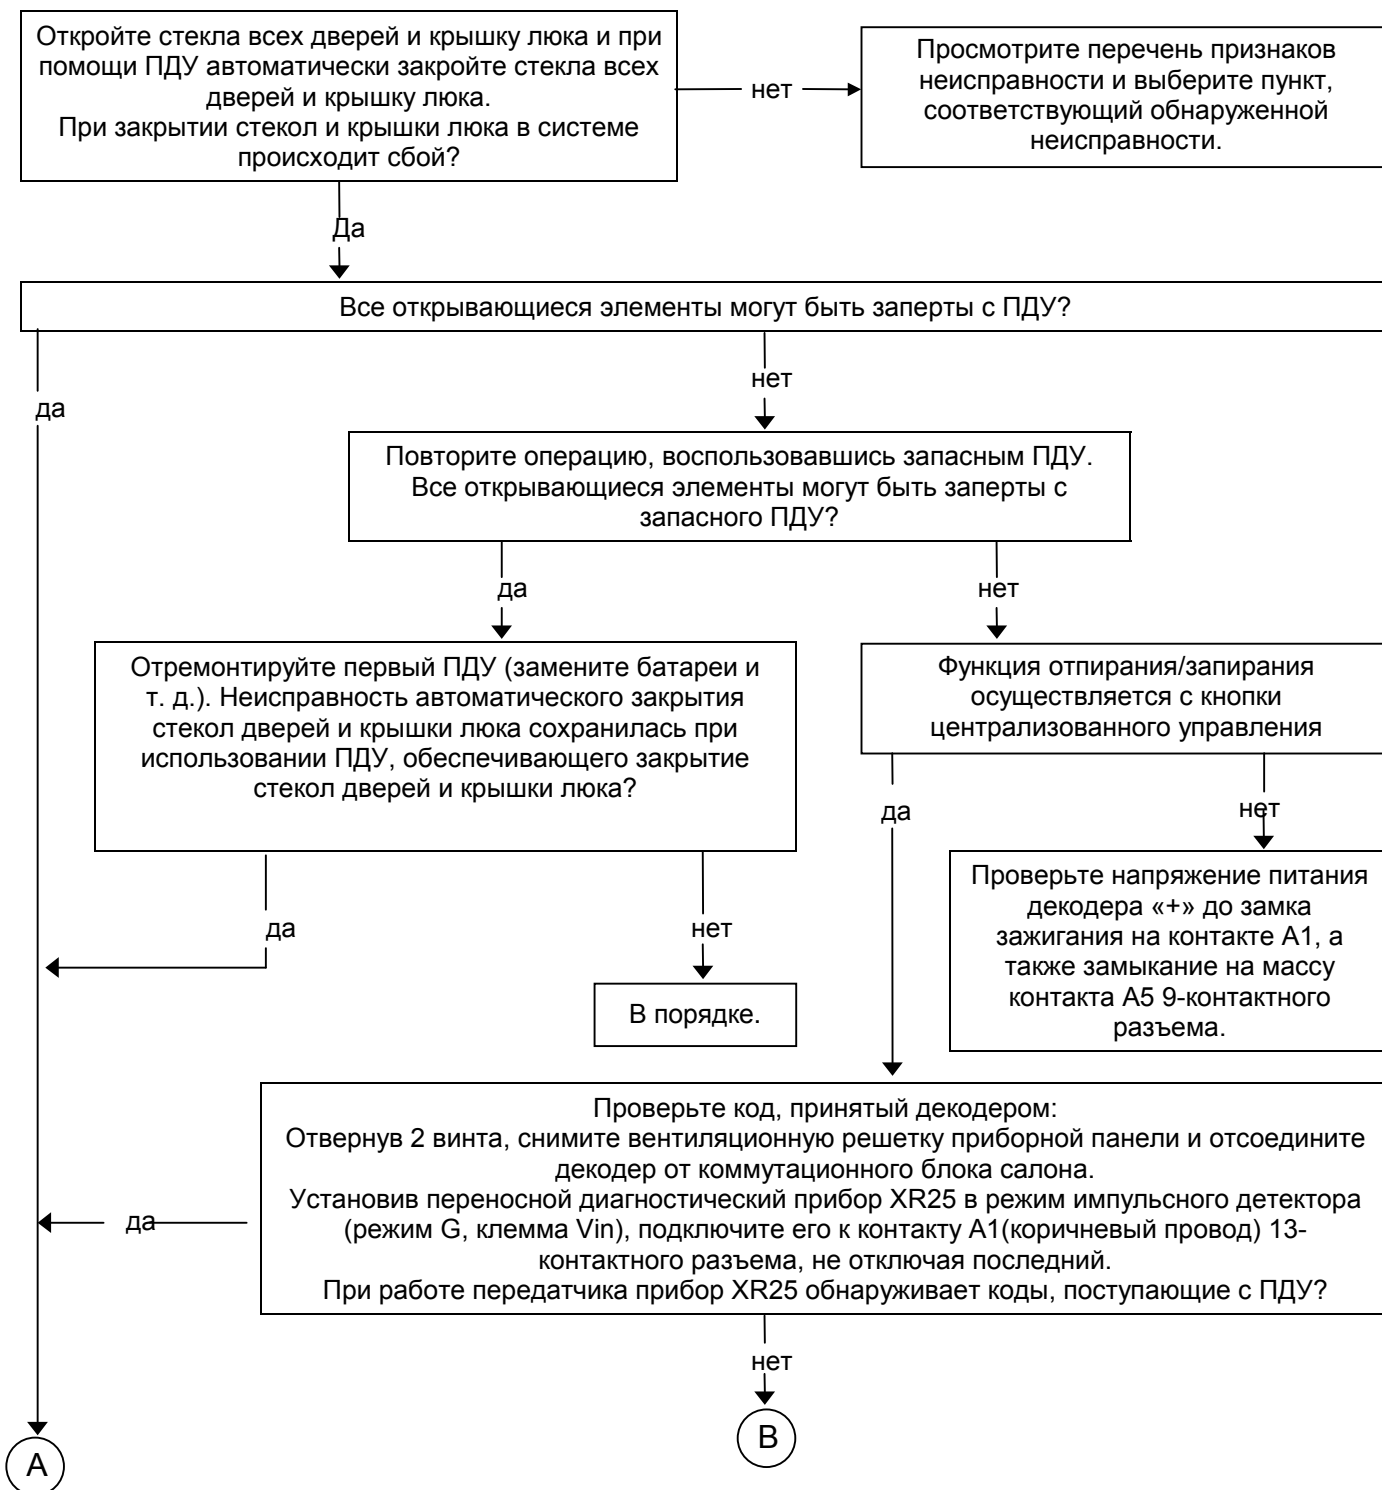 Откройте стекла всех дверей и крышку люка и при
помощи ПДУ автоматически закройте стекла всех
дверей и крышку люка.
При закрытии стекол и крышки люка в системе
происходит сбой?
нет
Просмотрите перечень признаков
неисправности и выберите пункт,
соответствующий обнаруженной
неисправности.
Да
Все открывающиеся элементы могут быть заперты с ПДУ?
да
нет
Повторите операцию, воспользовавшись запасным ПДУ.
Все открывающиеся элементы могут быть заперты с
запасного ПДУ?
да
нет
Отремонтируйте первый ПДУ (замените батареи и
т. д.). Неисправность автоматического закрытия
стекол дверей и крышки люка сохранилась при
использовании ПДУ, обеспечивающего закрытие
стекол дверей и крышки люка?
Функция отпирания/запирания
осуществляется с кнопки
централизованного управления
да
нет
Проверьте напряжение питания
декодера «+» до замка
зажигания на контакте А1, а
также замыкание на массу
контакта А5 9-контактного
разъема.
да
нет
В порядке.
Проверьте код, принятый декодером:
Отвернув 2 винта, снимите вентиляционную решетку приборной панели и отсоедините
декодер от коммутационного блока салона.
Установив переносной диагностический прибор XR25 в режим импульсного детектора
(режим G, клемма Vin), подключите его к контакту А1(коричневый провод) 13-
контактного разъема, не отключая последний.
При работе передатчика прибор XR25 обнаруживает коды, поступающие с ПДУ?
да
нет
А
В